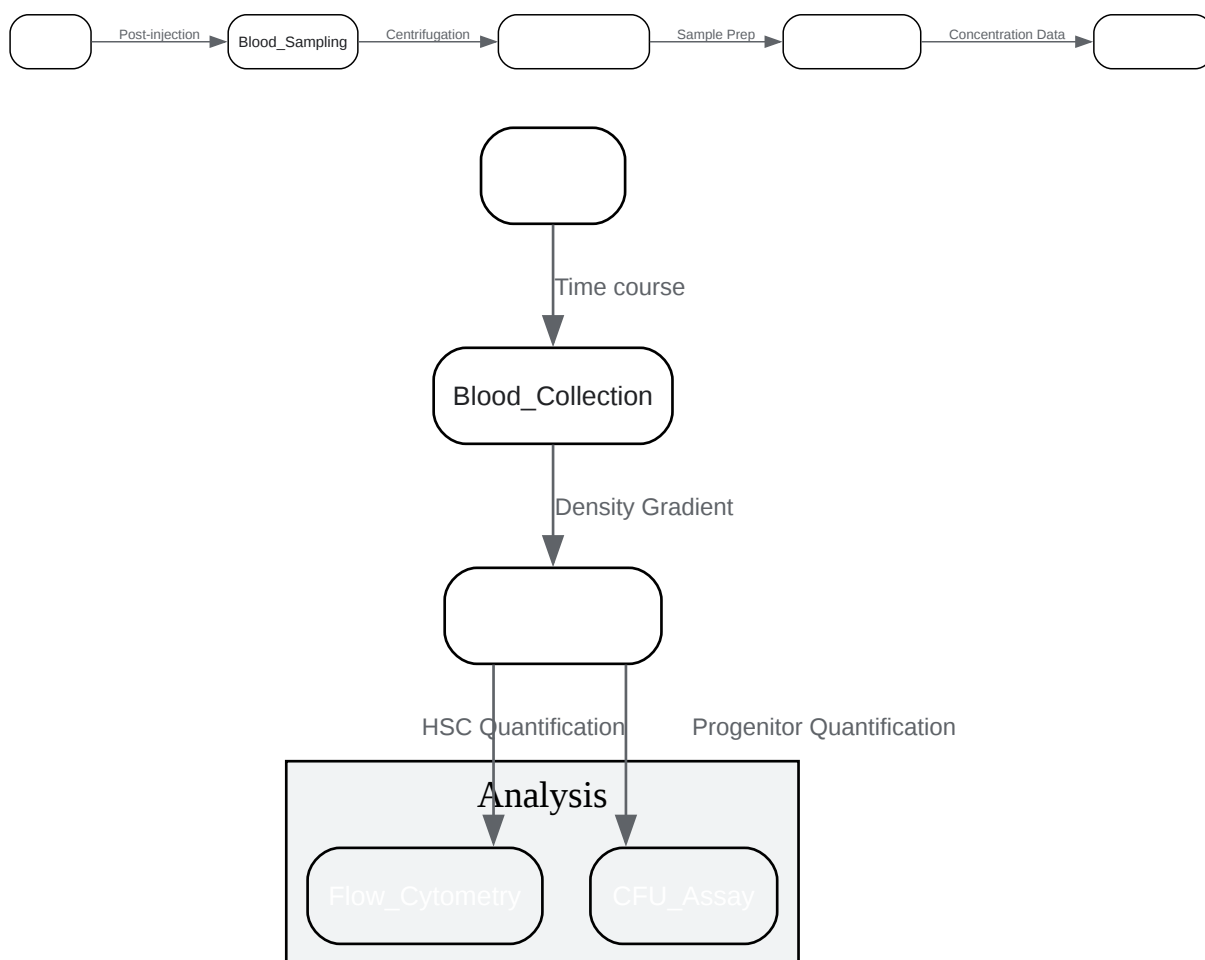 Post-injection
Blood_Sampling
Centrifugation
Sample Prep
Concentration Data
Time course
Blood_Collection
Density Gradient
HSC Quantification
Progenitor Quantification
Analysis
Flow_Cytometry
CFU_Assay